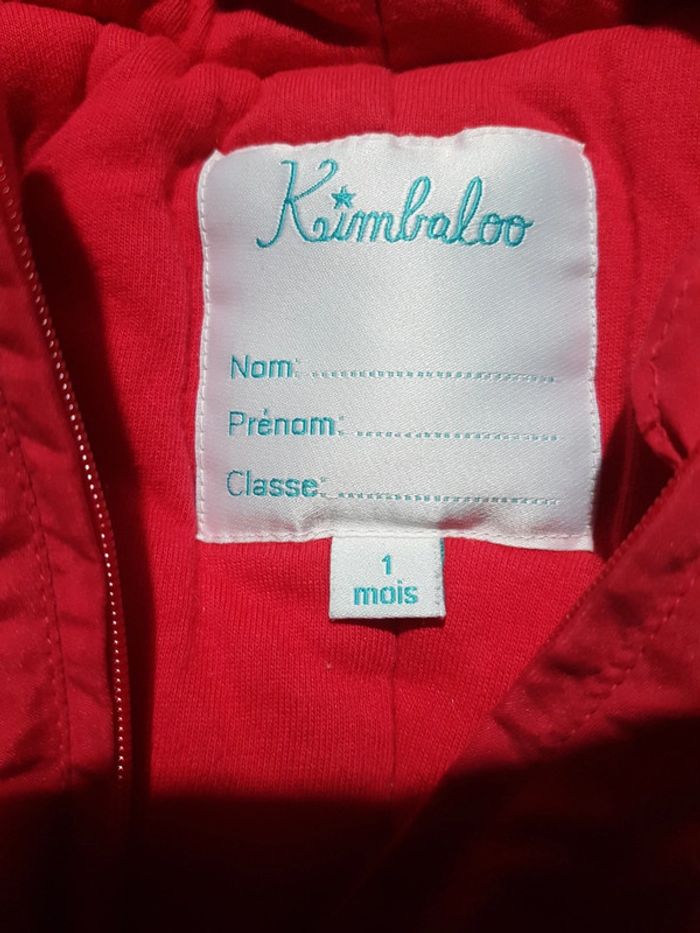 Kimbaloo
Nom: ........................
Prénom: ........................
Classe: ........................
1
mois